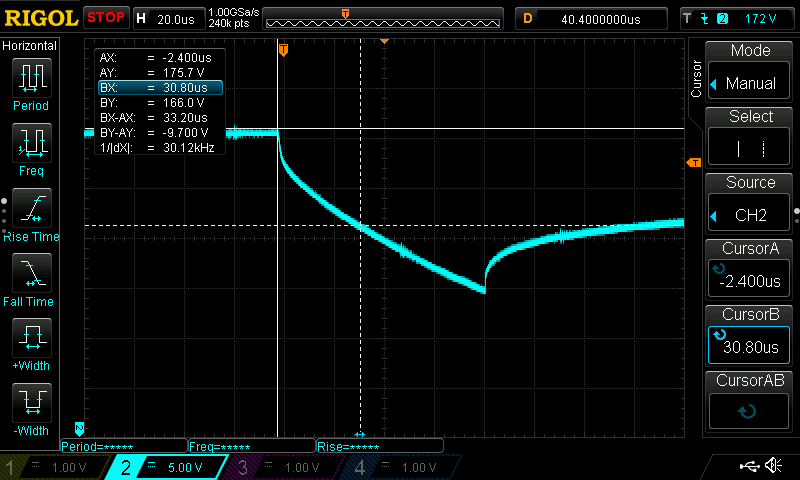 RIGOL STOP H 20.0us 1.00GSa/s 240k pts T D 40.4000000us T 2 172 V
Horizontal
Period
Freq
Rise Time
Fall Time
+Width
-Width
T
AX: = -2.400us
AY: = 175.7 V
BX: = 30.80us
BY: = 166.0 V
BX-AX: = 33.20us
BY-AY: = -9.700 V
1/|dX|: = 30.12kHz
T
2
Cursor
Mode
Manual
Select
Source
CH2
CursorA
-2.400us
CursorB
30.80us
CursorAB
Period=***** Freq=***** Rise=*****
1 = 1.00 V 2 = 5.00 V 3 = 1.00 V 4 = 1.00 V